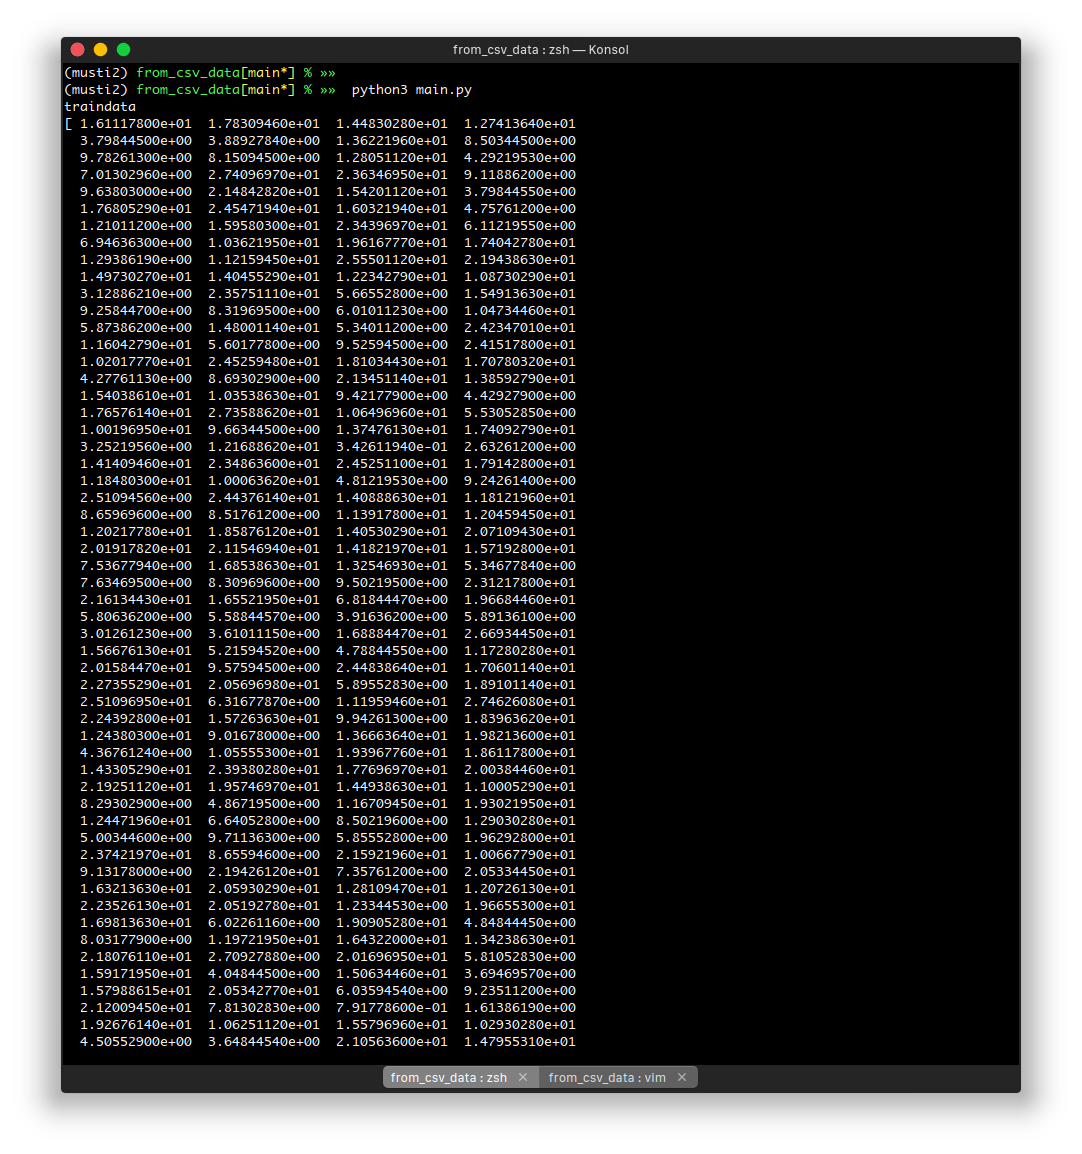 from_csv_data : zsh — Konsol
(musti2) from_csv_data[main*] % »»
(musti2) from_csv_data[main*] % »»  python3 main.py
traindata
[ 1.61117800e+01  1.78309460e+01  1.44830280e+01  1.27413640e+01
  3.79844500e+00  3.88927840e+00  1.36221960e+01  8.50344500e+00
  9.78261300e+00  8.15094500e+00  1.28051120e+01  4.29219530e+00
  7.01302960e+00  2.74096970e+01  2.36346950e+01  9.11886200e+00
  9.63803000e+00  2.14842820e+01  1.54201120e+01  3.79844550e+00
  1.76805290e+01  2.45471940e+01  1.60321940e+01  4.75761200e+00
  1.21011200e+00  1.59580300e+01  2.34396970e+01  6.11219550e+00
  6.94636300e+00  1.03621950e+01  1.96167770e+01  1.74042780e+01
  1.29386190e+00  1.12159450e+01  2.55501120e+01  2.19438630e+01
  1.49730270e+01  1.40455290e+01  1.22342790e+01  1.08730290e+01
  3.12886210e+00  2.35751110e+01  5.66552800e+00  1.54913630e+01
  9.25844700e+00  8.31969500e+00  6.01011230e+00  1.04734460e+01
  5.87386200e+00  1.48001140e+01  5.34011200e+00  2.42347010e+01
  1.16042790e+01  5.60177800e+00  9.52594500e+00  2.41517800e+01
  1.02017770e+01  2.45259480e+01  1.81034430e+01  1.70780320e+01
  4.27761130e+00  8.69302900e+00  2.13451140e+01  1.38592790e+01
  1.54038610e+01  1.03538630e+01  9.42177900e+00  4.42927900e+00
  1.76576140e+01  2.73588620e+01  1.06496960e+01  5.53052850e+00
  1.00196950e+01  9.66344500e+00  1.37476130e+01  1.74092790e+01
  3.25219560e+00  1.21688620e+01  3.42611940e-01  2.63261200e+00
  1.41409460e+01  2.34863600e+01  2.45251100e+01  1.79142800e+01
  1.18480300e+01  1.00063620e+01  4.81219530e+00  9.24261400e+00
  2.51094560e+00  2.44376140e+01  1.40888630e+01  1.18121960e+01
  8.65969600e+00  8.51761200e+00  1.13917800e+01  1.20459450e+01
  1.20217780e+01  1.85876120e+01  1.40530290e+01  2.07109430e+01
  2.01917820e+01  2.11546940e+01  1.41821970e+01  1.57192800e+01
  7.53677940e+00  1.68538630e+01  1.32546930e+01  5.34677840e+00
  7.63469500e+00  8.30969600e+00  9.50219500e+00  2.31217800e+01
  2.16134430e+01  1.65521950e+01  6.81844470e+00  1.96684460e+01
  5.80636200e+00  5.58844570e+00  3.91636200e+00  5.89136100e+00
  3.01261230e+00  3.61011150e+00  1.68884470e+01  2.66934450e+01
  1.56676130e+01  5.21594520e+00  4.78844550e+00  1.17280280e+01
  2.01584470e+01  9.57594500e+00  2.44838640e+01  1.70601140e+01
  2.27355290e+01  2.05696980e+01  5.89552830e+00  1.89101140e+01
  2.51096950e+01  6.31677870e+00  1.11959460e+01  2.74626080e+01
  2.24392800e+01  1.57263630e+01  9.94261300e+00  1.83963620e+01
  1.24380300e+01  9.01678000e+00  1.36663640e+01  1.98213600e+01
  4.36761240e+00  1.05555300e+01  1.93967760e+01  1.86117800e+01
  1.43305290e+01  2.39380280e+01  1.77696970e+01  2.00384460e+01
  2.19251120e+01  1.95746970e+01  1.44938630e+01  1.10005290e+01
  8.29302900e+00  4.86719500e+00  1.16709450e+01  1.93021950e+01
  1.24471960e+01  6.64052800e+00  8.50219600e+00  1.29030280e+01
  5.00344600e+00  9.71136300e+00  5.85552800e+00  1.96292800e+01
  2.37421970e+01  8.65594600e+00  2.15921960e+01  1.00667790e+01
  9.13178000e+00  2.19426120e+01  7.35761200e+00  2.05334450e+01
  1.63213630e+01  2.05930290e+01  1.28109470e+01  1.20726130e+01
  2.23526130e+01  2.05192780e+01  1.23344530e+00  1.96655300e+01
  1.69813630e+01  6.02261160e+00  1.90905280e+01  4.84844450e+00
  8.03177900e+00  1.19721950e+01  1.64322000e+01  1.34238630e+01
  2.18076110e+01  2.70927880e+01  2.01696950e+01  5.81052830e+00
  1.59171950e+01  4.04844500e+00  1.50634460e+01  3.69469570e+00
  1.57988615e+01  2.05342770e+01  6.03594540e+00  9.23511200e+00
  2.12009450e+01  7.81302830e+00  7.91778600e-01  1.61386190e+01
  1.92676140e+01  1.06251120e+01  1.55796960e+01  1.02930280e+01
  4.50552900e+00  3.64844540e+00  2.10563600e+01  1.47955310e+01
from_csv_data : zsh
from_csv_data : vim